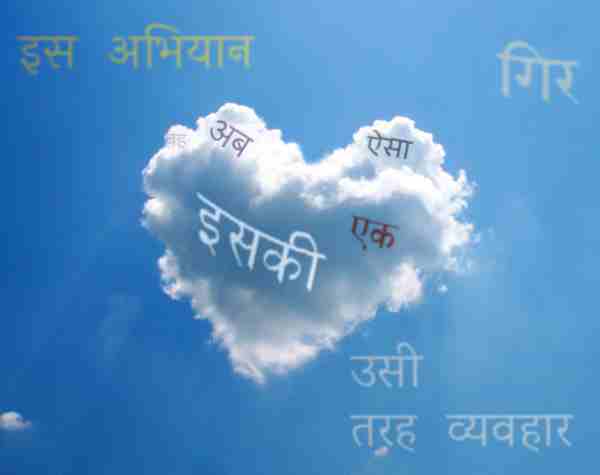 इस अभियान
गिर
अब
ऐसा
इसकी
एक
उसी
तरह व्यवहार